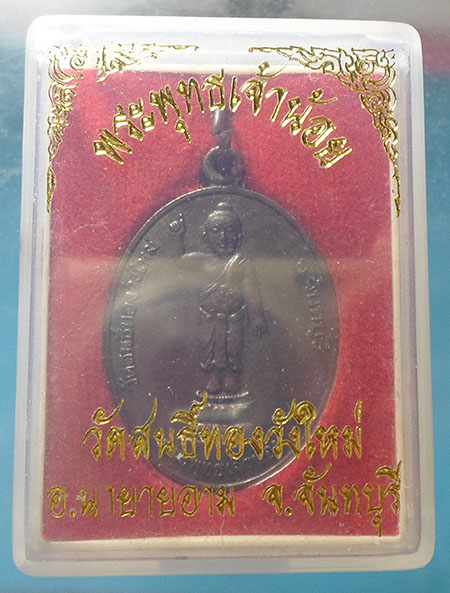 พระพุทธิเจ้าน้อย
วัดสนธิ์ทองวังใหม่
อ.นายายอาม จ.จันทบุรี